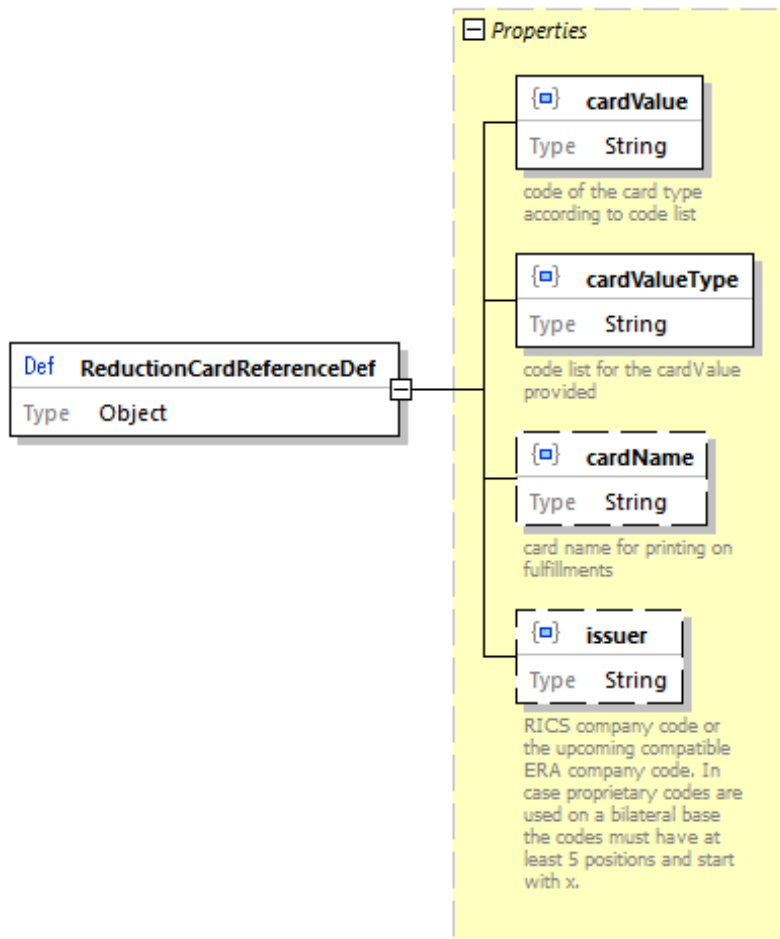 Properties
cardValue
Type String
code of the card type
according to code list
cardValueType
Type String
code list for the cardValue
provided
Def ReductionCardReferenceDef
Type Object
cardName
Type String
card name for printing on
fulfillments
issuer
Type String
RICS company code or
the upcoming compatible
ERA company code. In
case proprietary codes are
used on a bilateral base
the codes must have at
least 5 positions and start
with x.